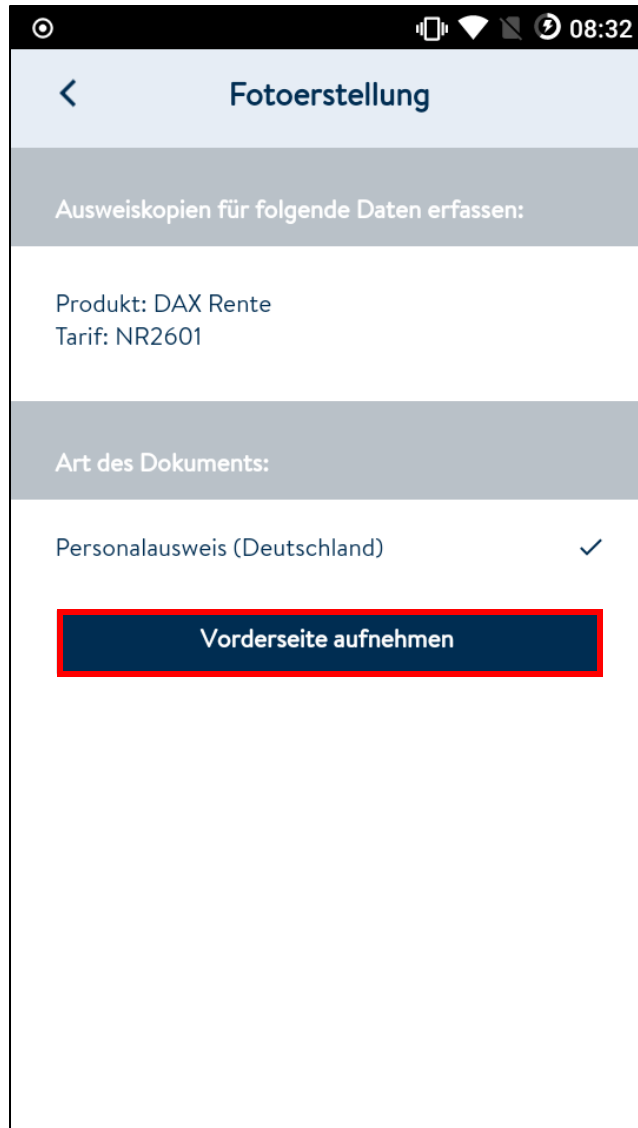 08:32
Fotoerstellung
Ausweiskopien für folgende Daten erfassen:
Produkt: DAX Rente
Tarif: NR2601
Art des Dokuments:
Personalausweis (Deutschland)
Vorderseite aufnehmen